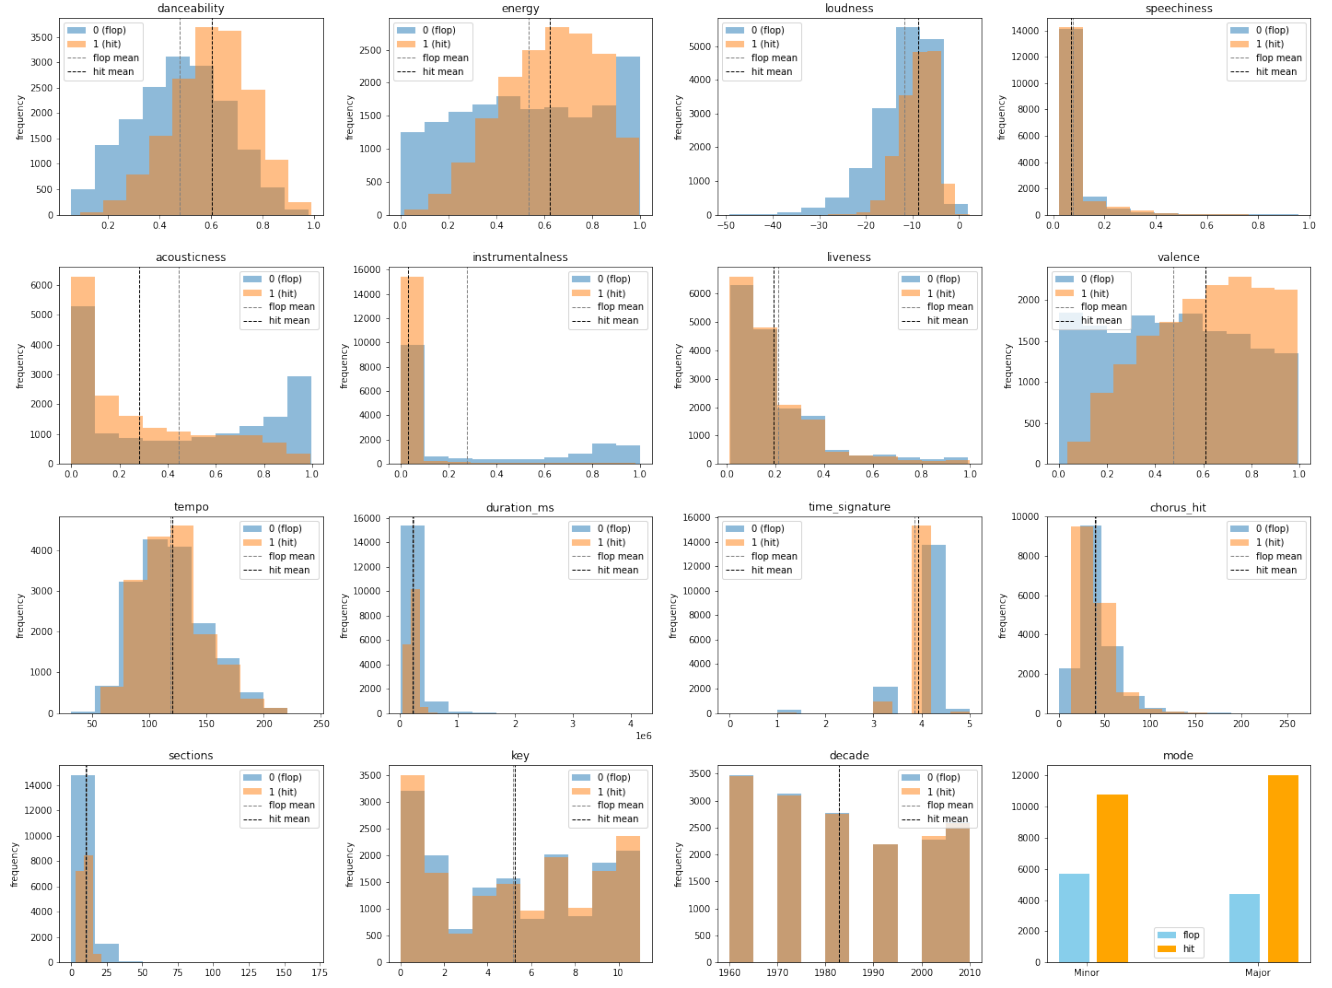 danceability
3500
3000
2500
2000
1500
1000
500
0
frequency
0.2 0.4 0.6 0.8 1.0
0 (flop)
1 (hit)
flop mean
hit mean
energy
2500
2000
1500
1000
500
0
frequency
0.0 0.2 0.4 0.6 0.8 1.0
0 (flop)
1 (hit)
flop mean
hit mean
loudness
5000
4000
3000
2000
1000
0
frequency
−50 −40 −30 −20 −10 0
0 (flop)
1 (hit)
flop mean
hit mean
speechiness
14000
12000
10000
8000
6000
4000
2000
0
frequency
0.0 0.2 0.4 0.6 0.8 1.0
0 (flop)
1 (hit)
flop mean
hit mean
acousticness
6000
5000
4000
3000
2000
1000
0
frequency
0.0 0.2 0.4 0.6 0.8 1.0
0 (flop)
1 (hit)
flop mean
hit mean
instrumentalness
16000
14000
12000
10000
8000
6000
4000
2000
0
frequency
0.0 0.2 0.4 0.6 0.8 1.0
0 (flop)
1 (hit)
flop mean
hit mean
liveness
6000
5000
4000
3000
2000
1000
0
frequency
0.0 0.2 0.4 0.6 0.8 1.0
0 (flop)
1 (hit)
flop mean
hit mean
valence
2000
1500
1000
500
0
frequency
0.0 0.2 0.4 0.6 0.8 1.0
0 (flop)
1 (hit)
flop mean
hit mean
tempo
4000
3000
2000
1000
0
frequency
50 100 150 200 250
0 (flop)
1 (hit)
flop mean
hit mean
duration_ms
16000
14000
12000
10000
8000
6000
4000
2000
0
frequency
0 1 2 3 4
1e6
0 (flop)
1 (hit)
flop mean
hit mean
time_signature
16000
14000
12000
10000
8000
6000
4000
2000
0
frequency
0 1 2 3 4 5
0 (flop)
1 (hit)
flop mean
hit mean
chorus_hit
10000
8000
6000
4000
2000
0
frequency
0 50 100 150 200 250
0 (flop)
1 (hit)
flop mean
hit mean
sections
14000
12000
10000
8000
6000
4000
2000
0
frequency
0 25 50 75 100 125 150 175
0 (flop)
1 (hit)
flop mean
hit mean
key
3500
3000
2500
2000
1500
1000
500
0
frequency
0 2 4 6 8 10
0 (flop)
1 (hit)
flop mean
hit mean
decade
3500
3000
2500
2000
1500
1000
500
0
frequency
1960 1970 1980 1990 2000 2010
0 (flop)
1 (hit)
flop mean
hit mean
mode
12000
10000
8000
6000
4000
2000
0
Minor Major
flop
hit